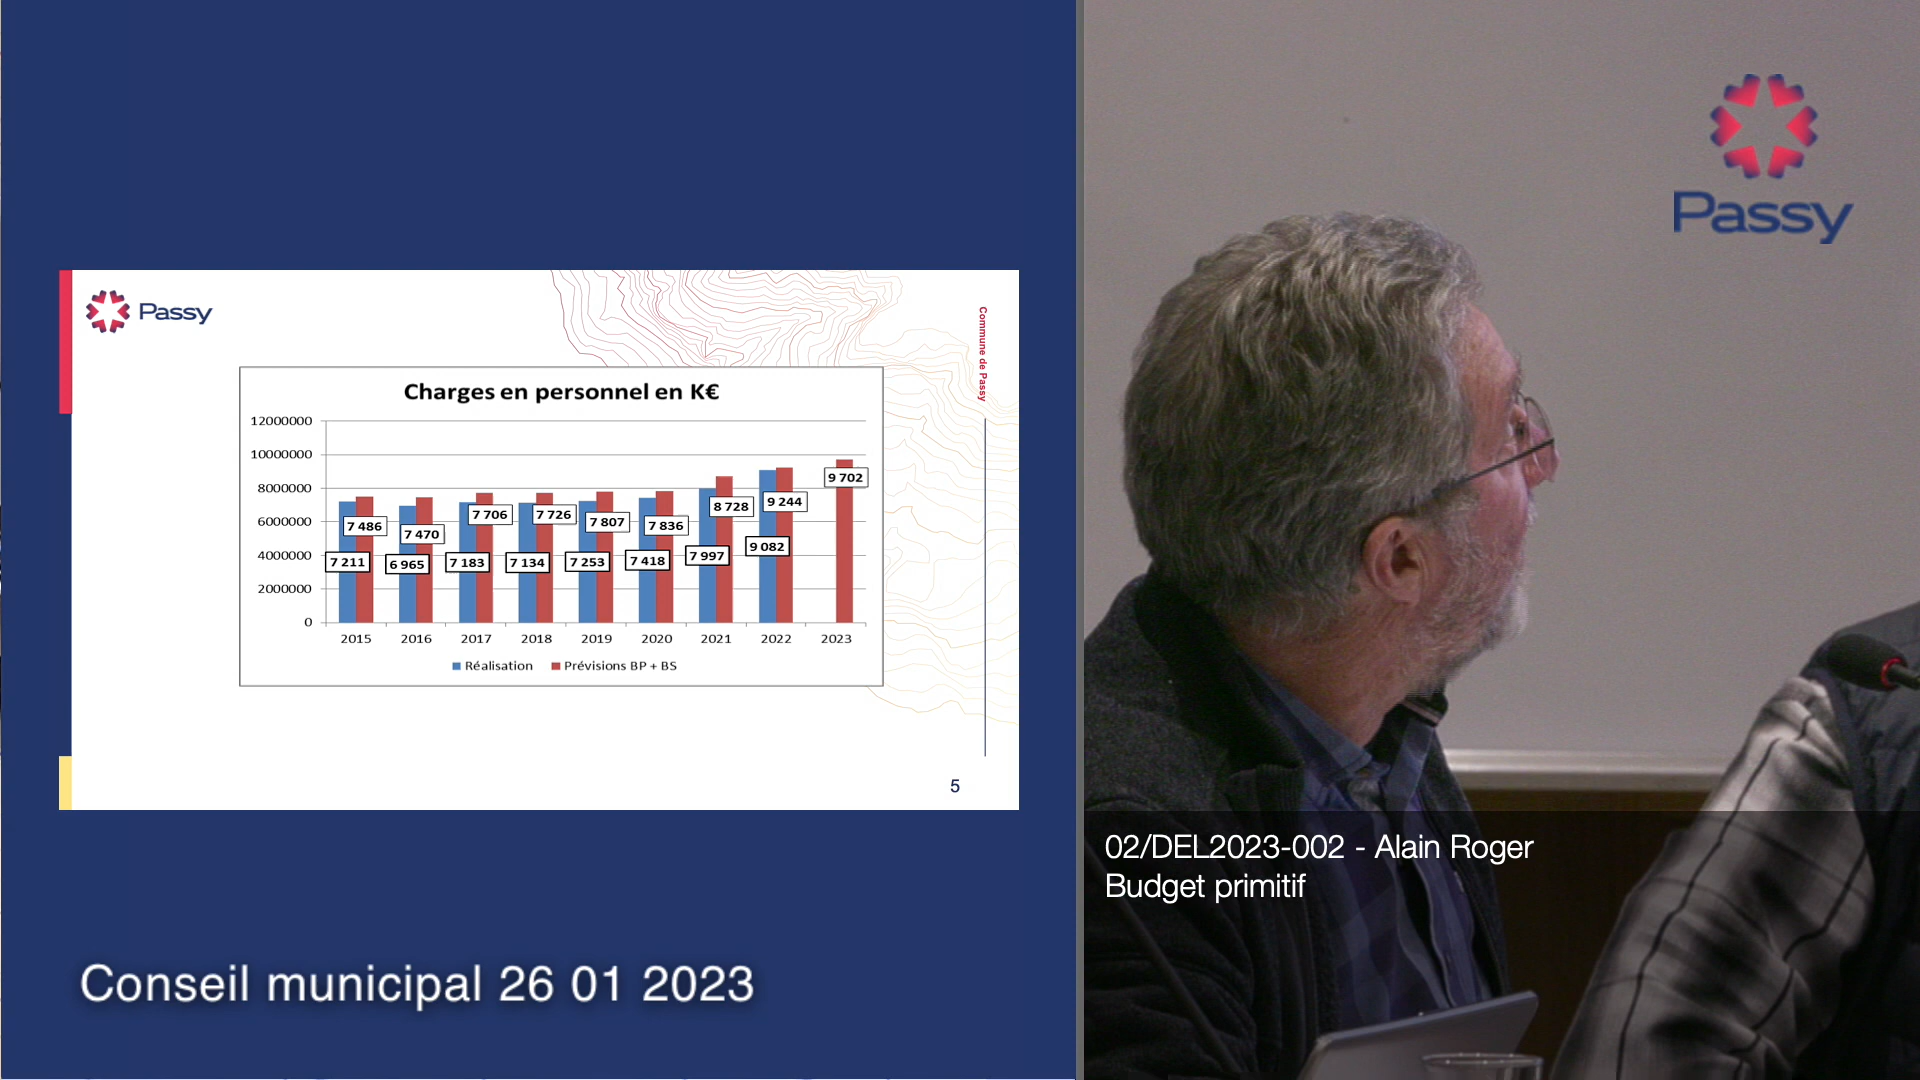 Passy
Commune de Passy
Charges en personnel en K€
12000000
10000000
8000000
6000000
4000000
2000000
0
7 486
7 470
7 706
7 726
7 807
7 836
8 728
9 244
9 702
7 211
6 965
7 183
7 134
7 253
7 418
7 997
9 082
2015 2016 2017 2018 2019 2020 2021 2022 2023
Réalisation Prévisions BP + BS
5
Conseil municipal 26 01 2023
Passy
02/DEL2023-002 - Alain Roger
Budget primitif